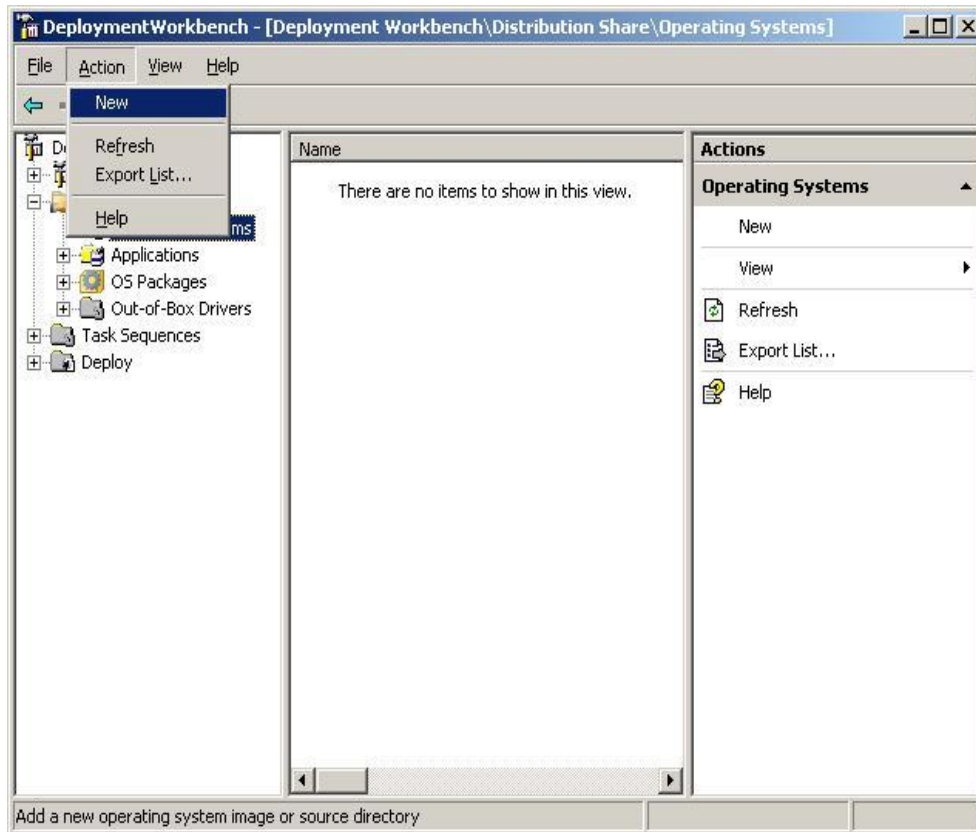 DeploymentWorkbench - [Deployment Workbench\Distribution Share\Operating Systems]
File Action View Help
New
Refresh
Export List...
Help
D
ms
Applications
OS Packages
Out-of-Box Drivers
Task Sequences
Deploy
Name
There are no items to show in this view.
Actions
Operating Systems
New
View
Refresh
Export List...
Help
Add a new operating system image or source directory